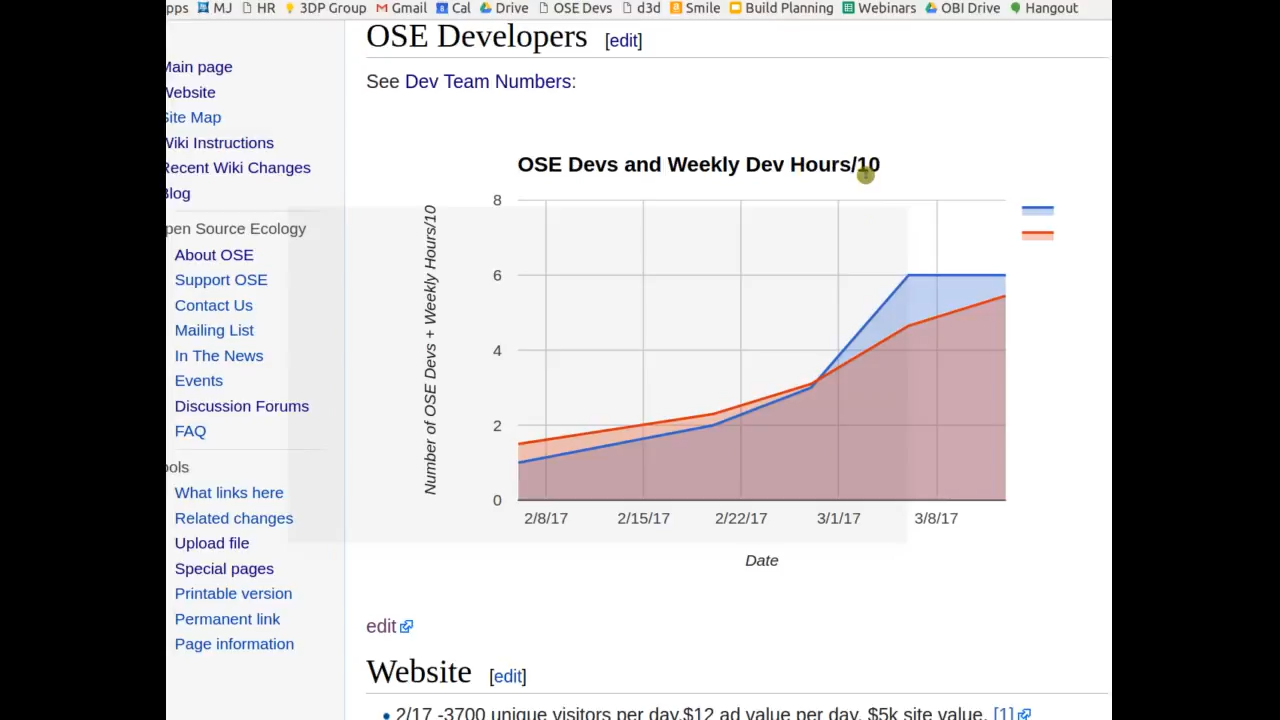 pps MJ HR 3DP Group Gmail Cal Drive OSE Devs d3d Smile Build Planning Webinars OBI Drive Hangout
Main page
Website
Site Map
Wiki Instructions
Recent Wiki Changes
Blog
pen Source Ecology
About OSE
Support OSE
Contact Us
Mailing List
In The News
Events
Discussion Forums
FAQ
ools
What links here
Related changes
Upload file
Special pages
Printable version
Permanent link
Page information
OSE Developers [edit]
See Dev Team Numbers:
OSE Devs and Weekly Dev Hours/10
Number of OSE Devs + Weekly Hours/10
8
6
4
2
0
2/8/17 2/15/17 2/22/17 3/1/17 3/8/17
Date
edit
Website [edit]
2/17 -3700 unique visitors per day,$12 ad value per day, $5k site value. [1]